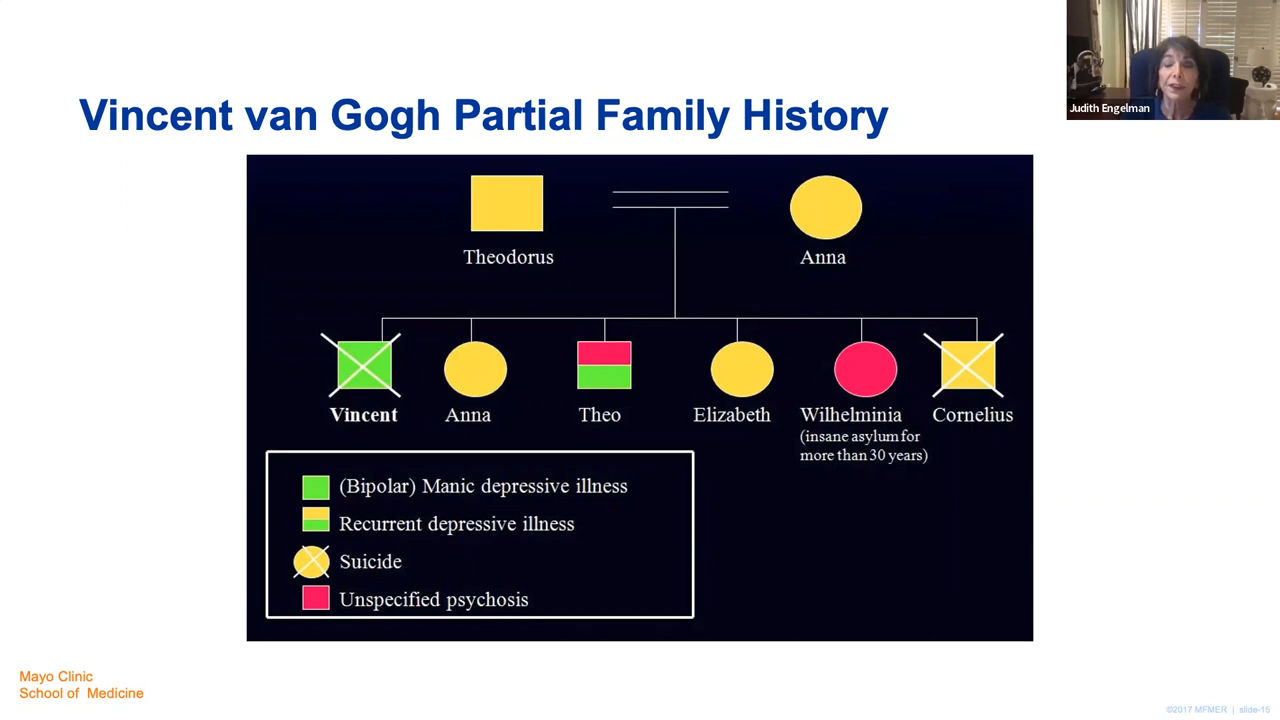 Judith Engelman
Vincent van Gogh Partial Family History
Theodorus
Anna
Vincent
Anna
Theo
Elizabeth
Wilhelminia
(insane asylum for
more than 30 years)
Cornelius
(Bipolar) Manic depressive illness
Recurrent depressive illness
Suicide
Unspecified psychosis
Mayo Clinic
School of Medicine
©2017 MFMER | slide-15